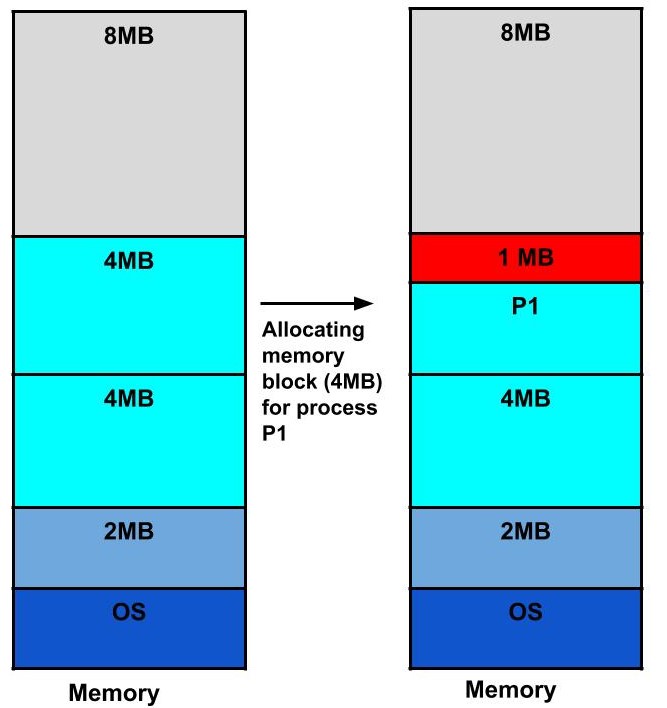 8MB
4MB
4MB
2MB
OS
Memory
Allocating
memory
block (4MB)
for process
P1
8MB
1 MB
P1
4MB
2MB
OS
Memory